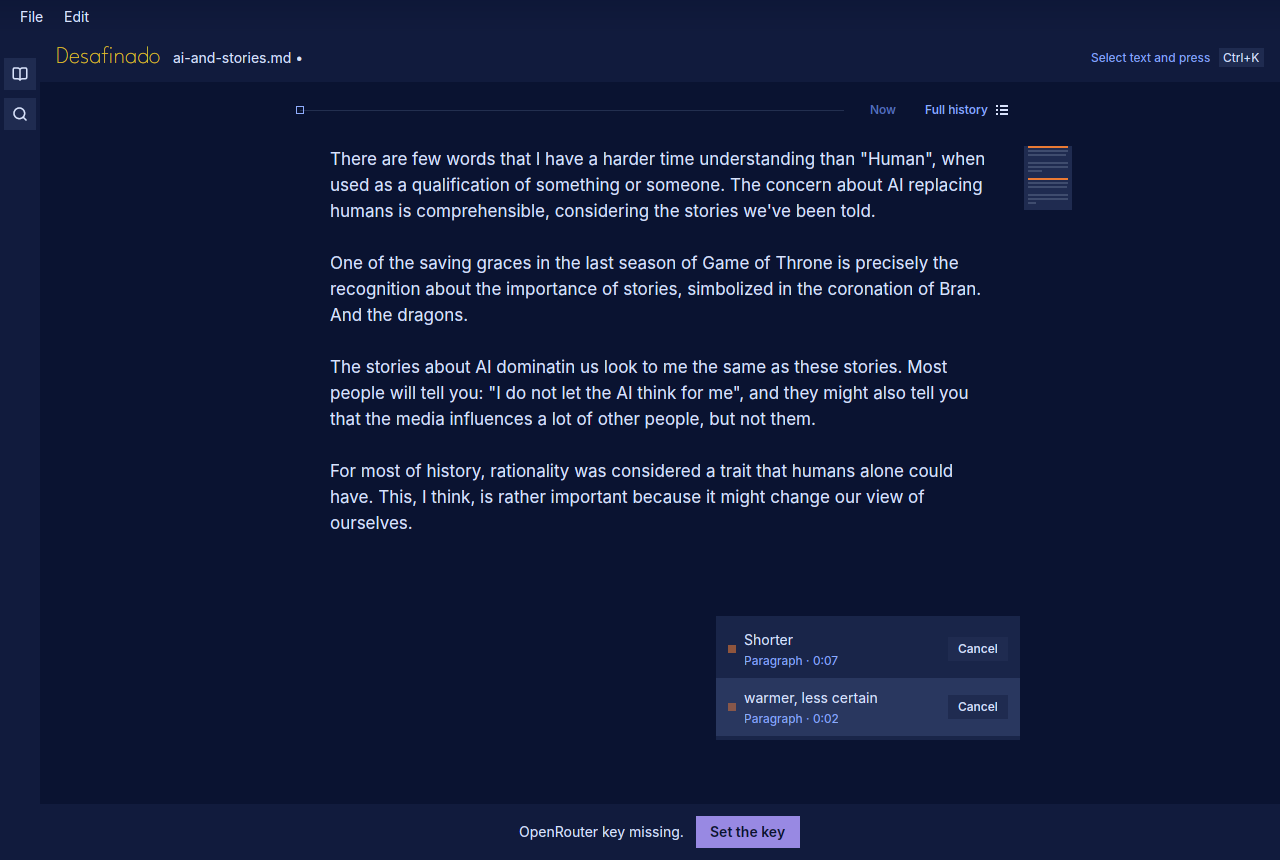 File Edit
Desafinado ai-and-stories.md •
Select text and press Ctrl+K
Now Full history
There are few words that I have a harder time understanding than "Human", when
used as a qualification of something or someone. The concern about AI replacing
humans is comprehensible, considering the stories we've been told.
One of the saving graces in the last season of Game of Throne is precisely the
recognition about the importance of stories, simbolized in the coronation of Bran.
And the dragons.
The stories about AI dominatin us look to me the same as these stories. Most
people will tell you: "I do not let the AI think for me", and they might also tell you
that the media influences a lot of other people, but not them.
For most of history, rationality was considered a trait that humans alone could
have. This, I think, is rather important because it might change our view of
ourselves.
Shorter
Paragraph · 0:07
Cancel
warmer, less certain
Paragraph · 0:02
Cancel
OpenRouter key missing. Set the key